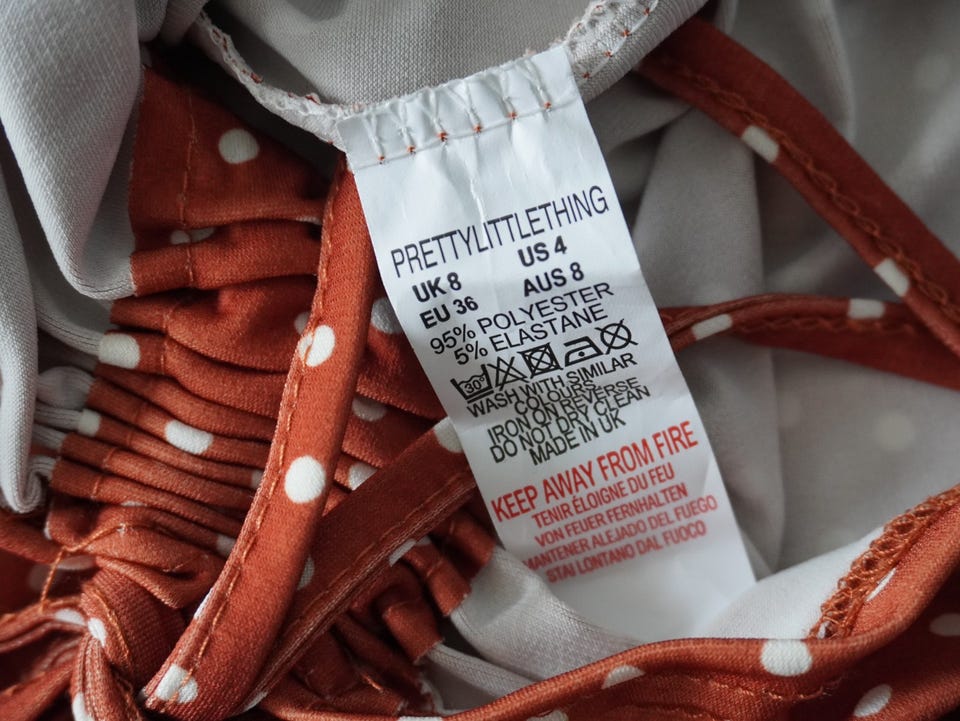 PRETTYLITTLETHING
UK 8 US 4
EU 36 AUS 8
95% POLYESTER
5% ELASTANE
30°
WASH WITH SIMILAR
COLOURS
IRON ON REVERSE
DO NOT DRY CLEAN
MADE IN UK
KEEP AWAY FROM FIRE
TENIR ÉLOIGNE DU FEU
VON FEUER FERNHALTEN
MANTENER ALEJADO DEL FUEGO
STAI LONTANO DAL FUOCO